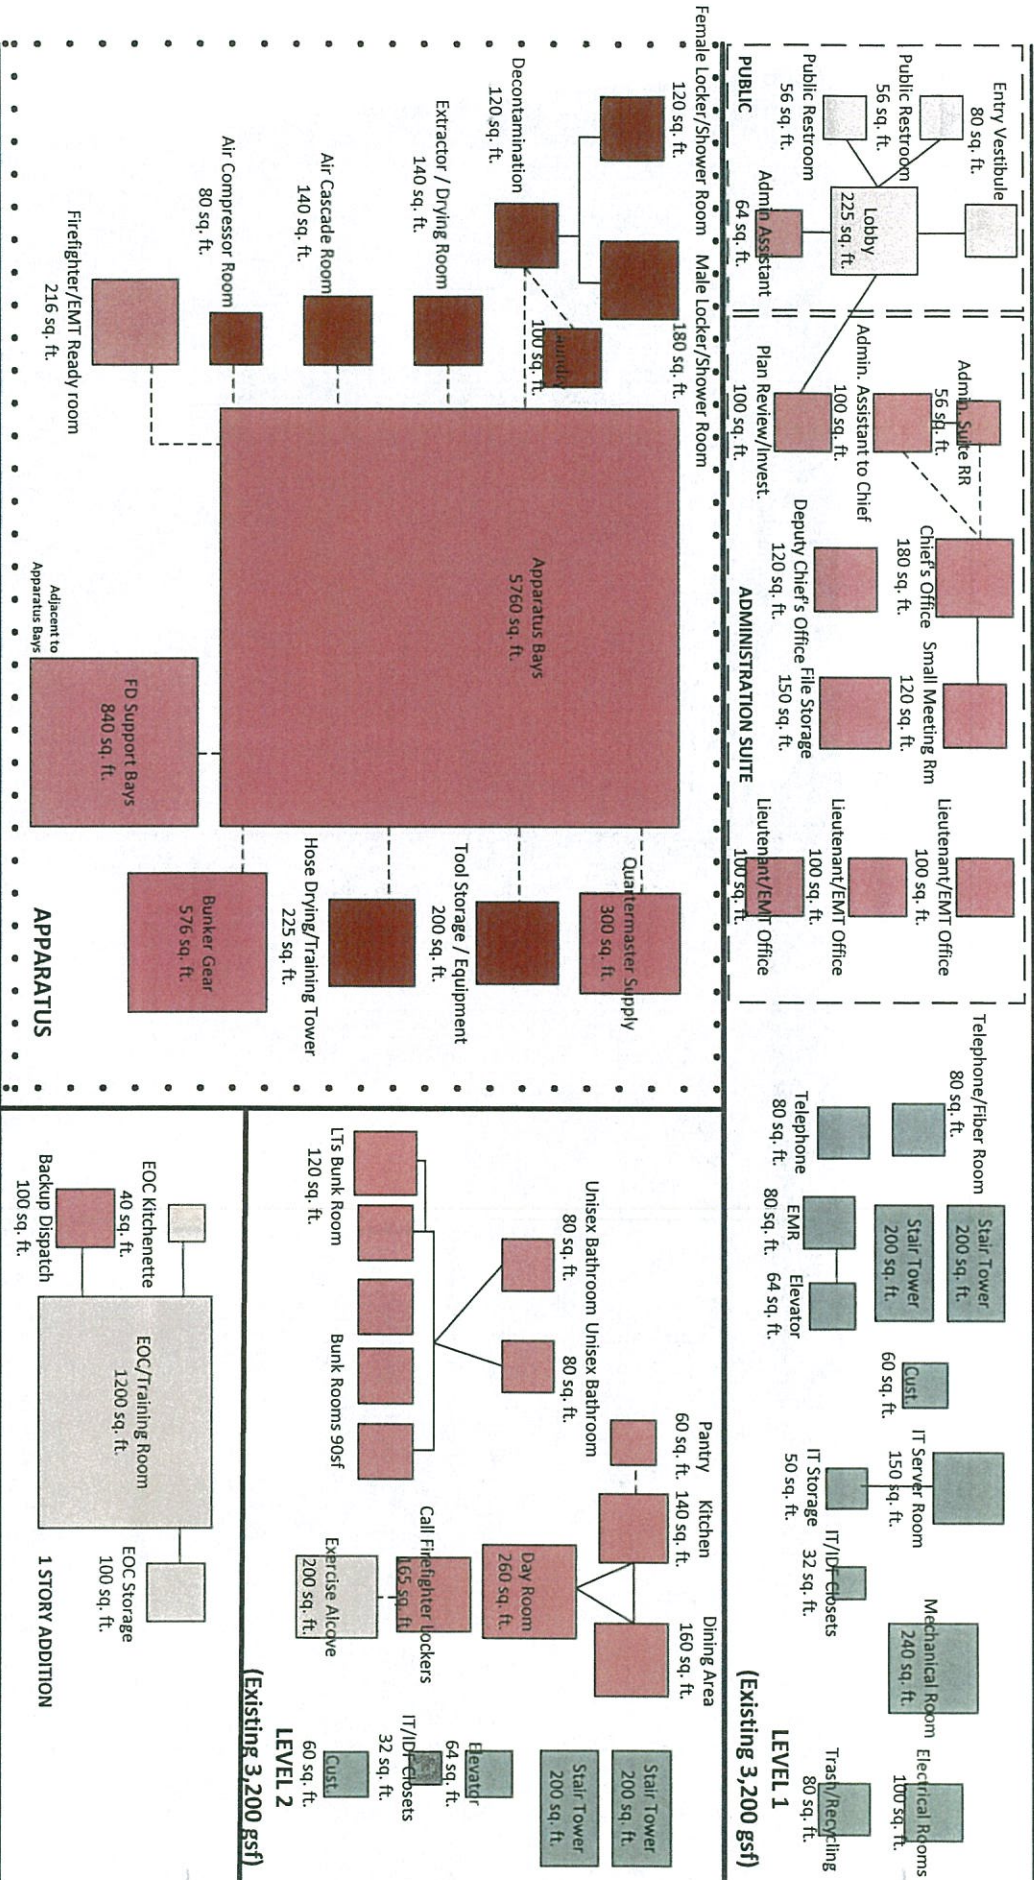 Entry Vestibule
80 sq. ft.
Public Restroom
56 sq. ft.
Public Restroom
56 sq. ft.
Lobby
225 sq. ft.
Admin Assistant
64 sq. ft.
PUBLIC
Admin. Suite RR
56 sq. ft.
Admin. Assistant to Chief
100 sq. ft.
Plan Review/Invest.
100 sq. ft.
Chief's Office
180 sq. ft.
Small Meeting Rm
120 sq. ft.
Deputy Chief's Office
120 sq. ft.
File Storage
150 sq. ft.
Lieutenant/EMT Office
100 sq. ft.
Lieutenant/EMT Office
100 sq. ft.
Lieutenant/EMT Office
100 sq. ft.
ADMINISTRATION SUITE
Telephone/Fiber Room
80 sq. ft.
Telephone
80 sq. ft.
Stair Tower
200 sq. ft.
Stair Tower
200 sq. ft.
EMR
80 sq. ft.
Elevator
64 sq. ft.
Cust.
60 sq. ft.
IT Server Room
150 sq. ft.
IT Storage
50 sq. ft.
IT/IDF Closets
32 sq. ft.
Mechanical Room
240 sq. ft.
Electrical Rooms
100 sq. ft.
Trash/Recycling
80 sq. ft.
LEVEL 1
(Existing 3,200 gsf)
Female Locker/Shower Room
120 sq. ft.
Male Locker/Shower Room
180 sq. ft.
Decontamination
120 sq. ft.
Laundry
100 sq. ft.
Extractor / Drying Room
140 sq. ft.
Air Cascade Room
140 sq. ft.
Air Compressor Room
80 sq. ft.
Firefighter/EMT Ready room
216 sq. ft.
Apparatus Bays
5760 sq. ft.
Quartermaster Supply
300 sq. ft.
Tool Storage / Equipment
200 sq. ft.
Hose Drying/Training Tower
225 sq. ft.
Bunker Gear
576 sq. ft.
FD Support Bays
840 sq. ft.
Adjacent to
Apparatus Bays
APPARATUS
Pantry
60 sq. ft.
Kitchen
140 sq. ft.
Dining Area
160 sq. ft.
Day Room
260 sq. ft.
Unisex Bathroom
80 sq. ft.
Unisex Bathroom
80 sq. ft.
LTs Bunk Room
120 sq. ft.
Bunk Rooms 90sf
Call Firefighter Lockers
165 sq. ft.
Exercise Alcove
200 sq. ft.
Stair Tower
200 sq. ft.
Stair Tower
200 sq. ft.
Elevator
64 sq. ft.
IT/IDF Closets
32 sq. ft.
Cust.
60 sq. ft.
LEVEL 2
(Existing 3,200 gsf)
EOC Kitchenette
40 sq. ft.
Backup Dispatch
100 sq. ft.
EOC/Training Room
1200 sq. ft.
EOC Storage
100 sq. ft.
1 STORY ADDITION